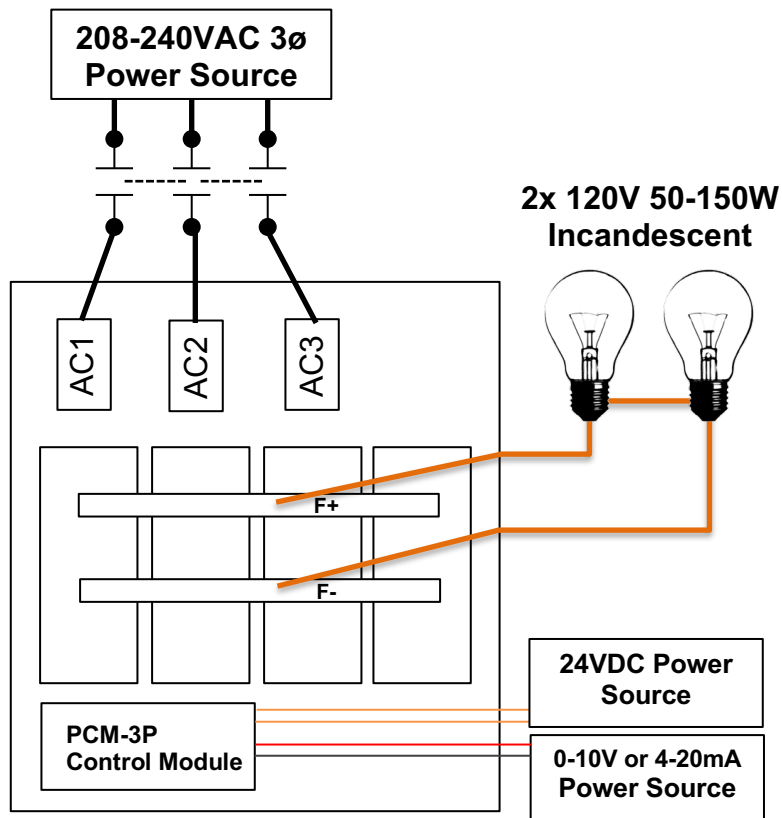 208-240VAC 3ø
Power Source
2x 120V 50-150W
Incandescent
AC1
AC2
AC3
F+
F-
24VDC Power
Source
PCM-3P
Control Module
0-10V or 4-20mA
Power Source